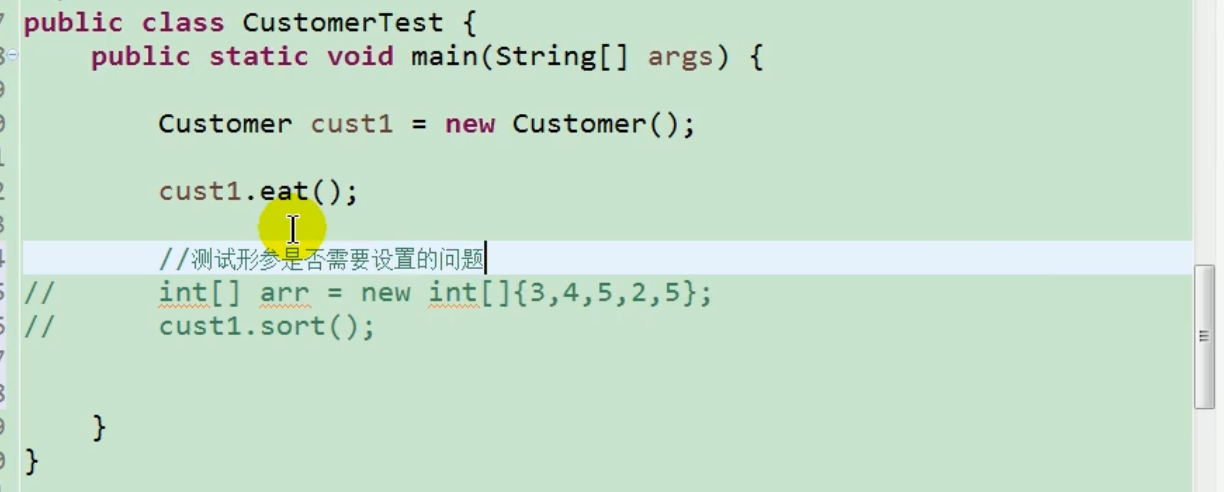 public class CustomerTest {
public static void main(String[] args) {
Customer cust1 = new Customer();
cust1.eat();
//测试形参是否需要设置的问题
// int[] arr = new int[]{3,4,5,2,5};
// cust1.sort();
}
}